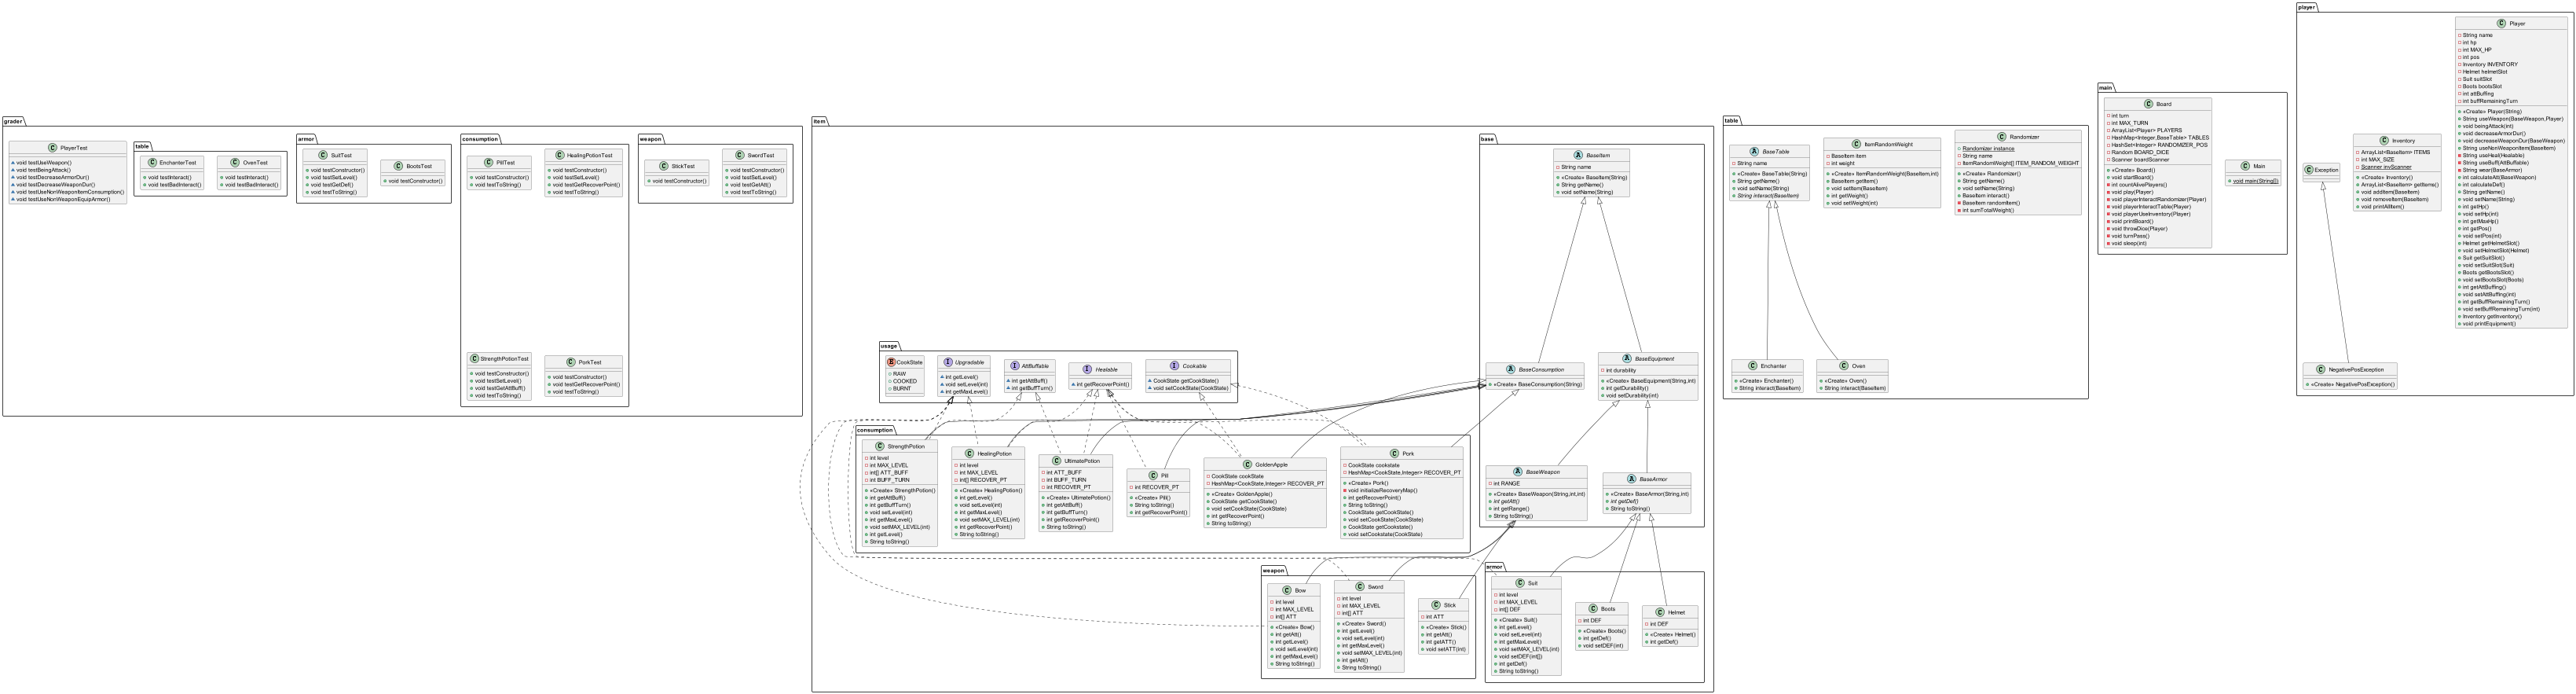 grader
PlayerTest
void testUseWeapon()
void testBeingAttack()
void testDecreaseArmorDur()
void testDecreaseWeaponDur()
void testUseNonWeaponItemConsumption()
void testUseNonWeaponEquipArmor()
table
EnchanterTest
void testInteract()
void testBadInteract()
OvenTest
void testInteract()
void testBadInteract()
armor
SuitTest
void testConstructor()
void testSetLevel()
void testGetDef()
void testToString()
BootsTest
void testConstructor()
consumption
PillTest
void testConstructor()
void testToString()
HealingPotionTest
void testConstructor()
void testSetLevel()
void testGetRecoverPoint()
void testToString()
StrengthPotionTest
void testConstructor()
void testSetLevel()
void testGetAttBuff()
void testToString()
PorkTest
void testConstructor()
void testGetRecoverPoint()
void testToString()
weapon
StickTest
void testConstructor()
SwordTest
void testConstructor()
void testSetLevel()
void testGetAtt()
void testToString()
item
base
BaseItem
String name
«Create» BaseItem(String)
String getName()
void setName(String)
BaseConsumption
«Create» BaseConsumption(String)
BaseEquipment
int durability
«Create» BaseEquipment(String,int)
int getDurability()
void setDurability(int)
BaseWeapon
int RANGE
«Create» BaseWeapon(String,int,int)
int getAtt()
int getRange()
String toString()
BaseArmor
«Create» BaseArmor(String,int)
int getDef()
String toString()
usage
CookState
RAW
COOKED
BURNT
Upgradable
int getLevel()
void setLevel(int)
int getMaxLevel()
AttBuffable
int getAttBuff()
int getBuffTurn()
Healable
int getRecoverPoint()
Cookable
CookState getCookState()
void setCookState(CookState)
consumption
StrengthPotion
int level
int MAX_LEVEL
int[] ATT_BUFF
int BUFF_TURN
«Create» StrengthPotion()
int getAttBuff()
int getBuffTurn()
void setLevel(int)
int getMaxLevel()
void setMAX_LEVEL(int)
int getLevel()
String toString()
HealingPotion
int level
int MAX_LEVEL
int[] RECOVER_PT
«Create» HealingPotion()
int getLevel()
void setLevel(int)
int getMaxLevel()
void setMAX_LEVEL(int)
int getRecoverPoint()
String toString()
UltimatePotion
int ATT_BUFF
int BUFF_TURN
int RECOVER_PT
«Create» UltimatePotion()
int getAttBuff()
int getBuffTurn()
int getRecoverPoint()
String toString()
Pill
int RECOVER_PT
«Create» Pill()
String toString()
int getRecoverPoint()
GoldenApple
CookState cookState
HashMap<CookState,Integer> RECOVER_PT
«Create» GoldenApple()
CookState getCookState()
void setCookState(CookState)
int getRecoverPoint()
String toString()
Pork
CookState cookstate
HashMap<CookState,Integer> RECOVER_PT
«Create» Pork()
void initializeRecoveryMap()
int getRecoverPoint()
String toString()
CookState getCookState()
void setCookState(CookState)
CookState getCookstate()
void setCookstate(CookState)
weapon
Bow
int level
int MAX_LEVEL
int[] ATT
«Create» Bow()
int getAtt()
int getLevel()
void setLevel(int)
int getMaxLevel()
String toString()
Sword
int level
int MAX_LEVEL
int[] ATT
«Create» Sword()
int getLevel()
void setLevel(int)
int getMaxLevel()
void setMAX_LEVEL(int)
int getAtt()
String toString()
Stick
int ATT
«Create» Stick()
int getAtt()
int getATT()
void setATT(int)
armor
Suit
int level
int MAX_LEVEL
int[] DEF
«Create» Suit()
int getLevel()
void setLevel(int)
int getMaxLevel()
void setMAX_LEVEL(int)
void setDEF(int[])
int getDef()
String toString()
Boots
int DEF
«Create» Boots()
int getDef()
void setDEF(int)
Helmet
int DEF
«Create» Helmet()
int getDef()
table
BaseTable
String name
«Create» BaseTable(String)
String getName()
void setName(String)
String interact(BaseItem)
ItemRandomWeight
BaseItem item
int weight
«Create» ItemRandomWeight(BaseItem,int)
BaseItem getItem()
void setItem(BaseItem)
int getWeight()
void setWeight(int)
Randomizer
Randomizer instance
String name
ItemRandomWeight[] ITEM_RANDOM_WEIGHT
«Create» Randomizer()
String getName()
void setName(String)
BaseItem interact()
BaseItem randomItem()
int sumTotalWeight()
Enchanter
«Create» Enchanter()
String interact(BaseItem)
Oven
«Create» Oven()
String interact(BaseItem)
main
Board
int turn
int MAX_TURN
ArrayList<Player> PLAYERS
HashMap<Integer,BaseTable> TABLES
HashSet<Integer> RANDOMIZER_POS
Random BOARD_DICE
Scanner boardScanner
«Create» Board()
void startBoard()
int countAlivePlayers()
void play(Player)
void playerInteractRandomizer(Player)
void playerInteractTable(Player)
void playerUseInventory(Player)
void printBoard()
void throwDice(Player)
void turnPass()
void sleep(int)
Main
void main(String[])
player
Exception
NegativePosException
«Create» NegativePosException()
Inventory
ArrayList<BaseItem> ITEMS
int MAX_SIZE
Scanner invScanner
«Create» Inventory()
ArrayList<BaseItem> getItems()
void addItem(BaseItem)
void removeItem(BaseItem)
void printAllItem()
Player
String name
int hp
int MAX_HP
int pos
Inventory INVENTORY
Helmet helmetSlot
Suit suitSlot
Boots bootsSlot
int attBuffing
int buffRemainingTurn
«Create» Player(String)
String useWeapon(BaseWeapon,Player)
void beingAttack(int)
void decreaseArmorDur()
void decreaseWeaponDur(BaseWeapon)
String useNonWeaponItem(BaseItem)
String useHeal(Healable)
String wear(BaseArmor)
String useBuff(AttBuffable)
int calculateAtt(BaseWeapon)
int calculateDef()
String getName()
void setName(String)
int getHp()
void setHp(int)
int getMaxHp()
int getPos()
void setPos(int)
Helmet getHelmetSlot()
void setHelmetSlot(Helmet)
Suit getSuitSlot()
void setSuitSlot(Suit)
Boots getBootsSlot()
void setBootsSlot(Boots)
int getAttBuffing()
void setAttBuffing(int)
int getBuffRemainingTurn()
void setBuffRemainingTurn(int)
Inventory getInventory()
void printEquipment()